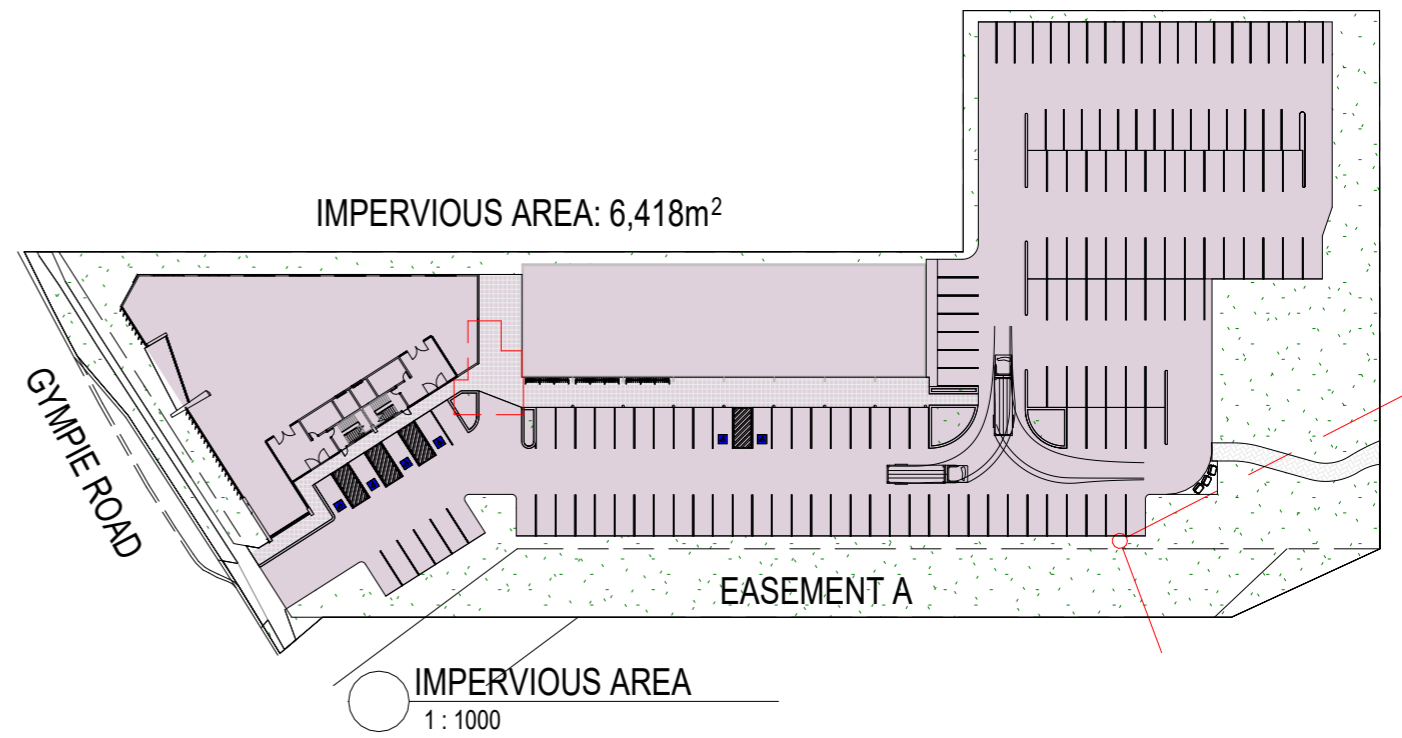 IMPERVIOUS AREA: 6,418m²
GYMPIE ROAD
EASEMENT A
IMPERVIOUS AREA
1 : 1000